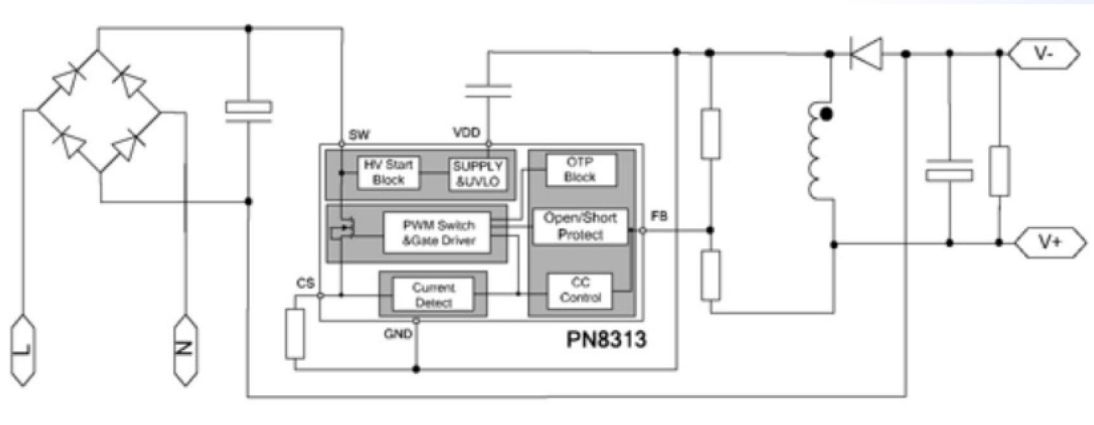 V-
SW
VDD
HV Start
Block
SUPPLY
&UVLO
OTP
Block
PWM Switch
&Gate Driver
Open/Short
Protect
FB
V+
CS
Current
Detect
CC
Control
GND
PN8313
L
N